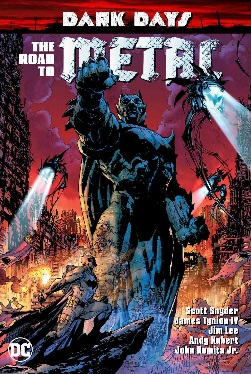 DARK DAYS
THE ROAD TO METAL
Scott Snyder
James Tynion IV
Jim Lee
Andy Kubert
John Romita Jr.
DC